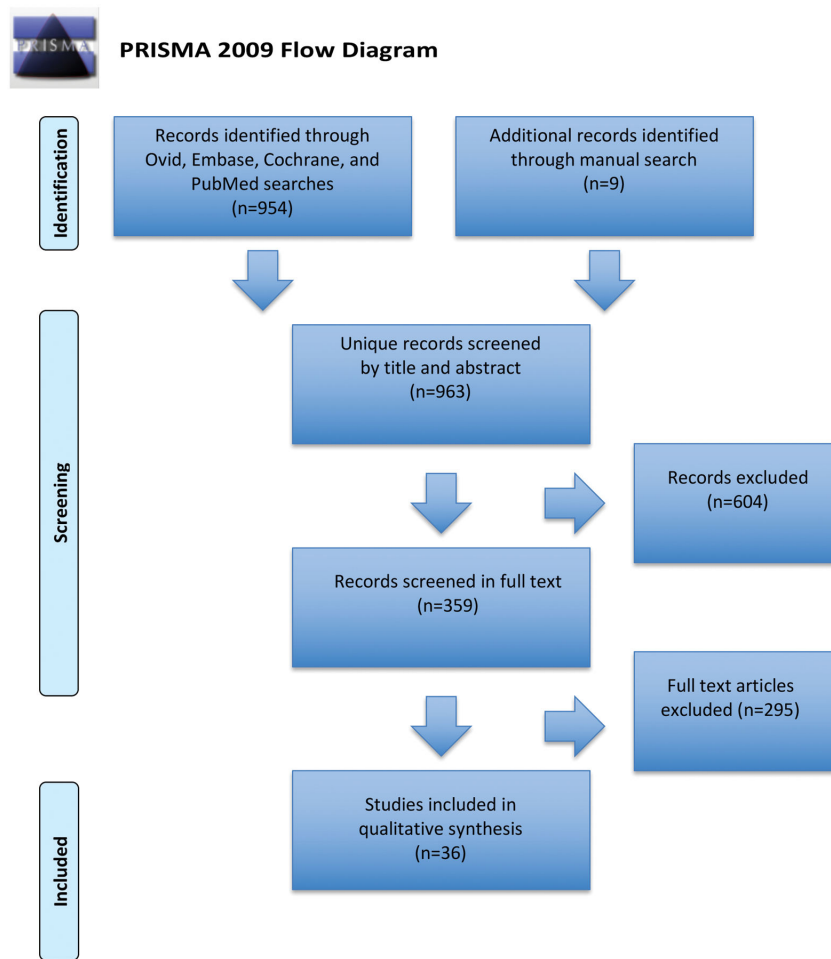 PRISMA
PRISMA 2009 Flow Diagram
Identification
Records identified through
Ovid, Embase, Cochrane, and
PubMed searches
(n=954)
Additional records identified
through manual search
(n=9)
Screening
Unique records screened
by title and abstract
(n=963)
Records excluded
(n=604)
Records screened in full text
(n=359)
Full text articles
excluded (n=295)
Included
Studies included in
qualitative synthesis
(n=36)